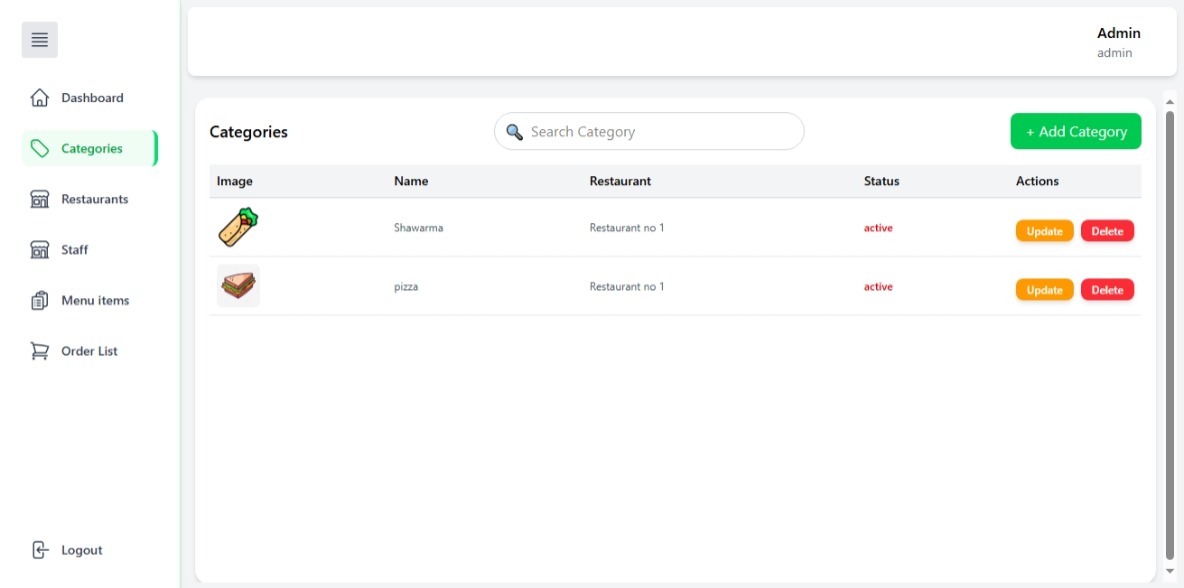 Admin
admin
Dashboard
Categories
Restaurants
Staff
Menu items
Order List
Logout
Categories
Search Category
+ Add Category
Image Name Restaurant Status Actions
Shawarma Restaurant no 1 active Update Delete
pizza Restaurant no 1 active Update Delete